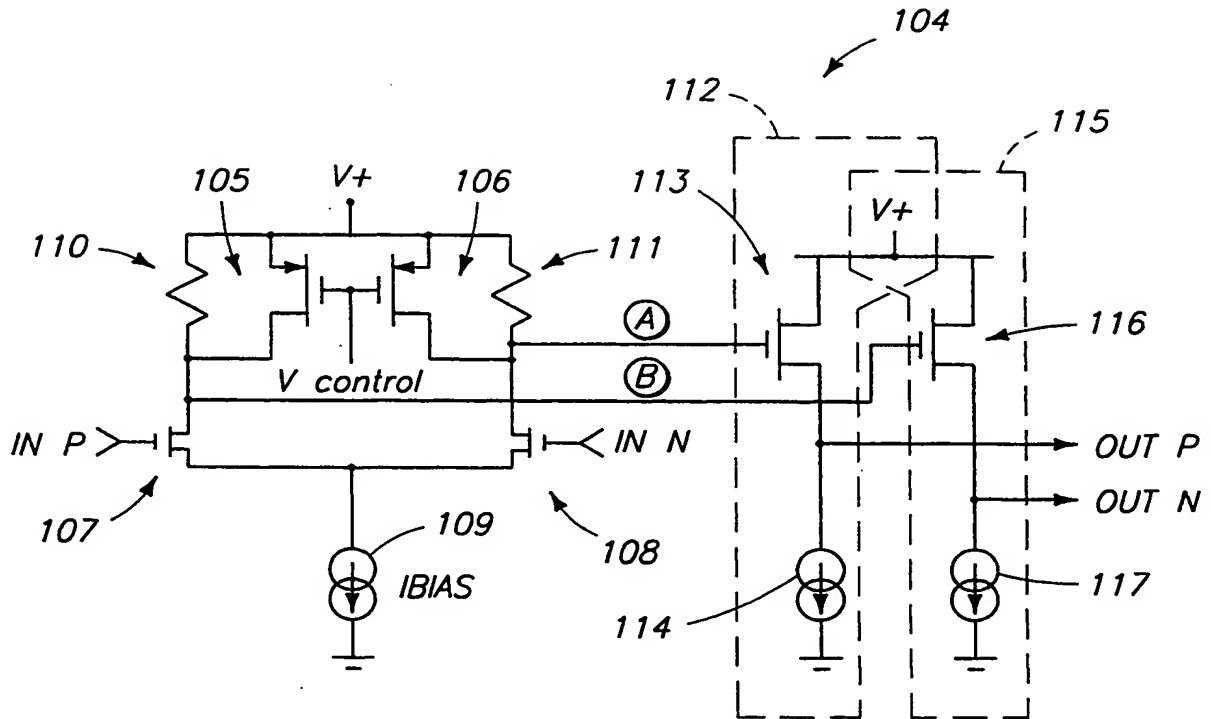 104
112
115
113
V+
105
V+
106
110
111
A
116
V control
B
IN P
IN N
OUT P
OUT N
107
109
108
IBIAS
114
117